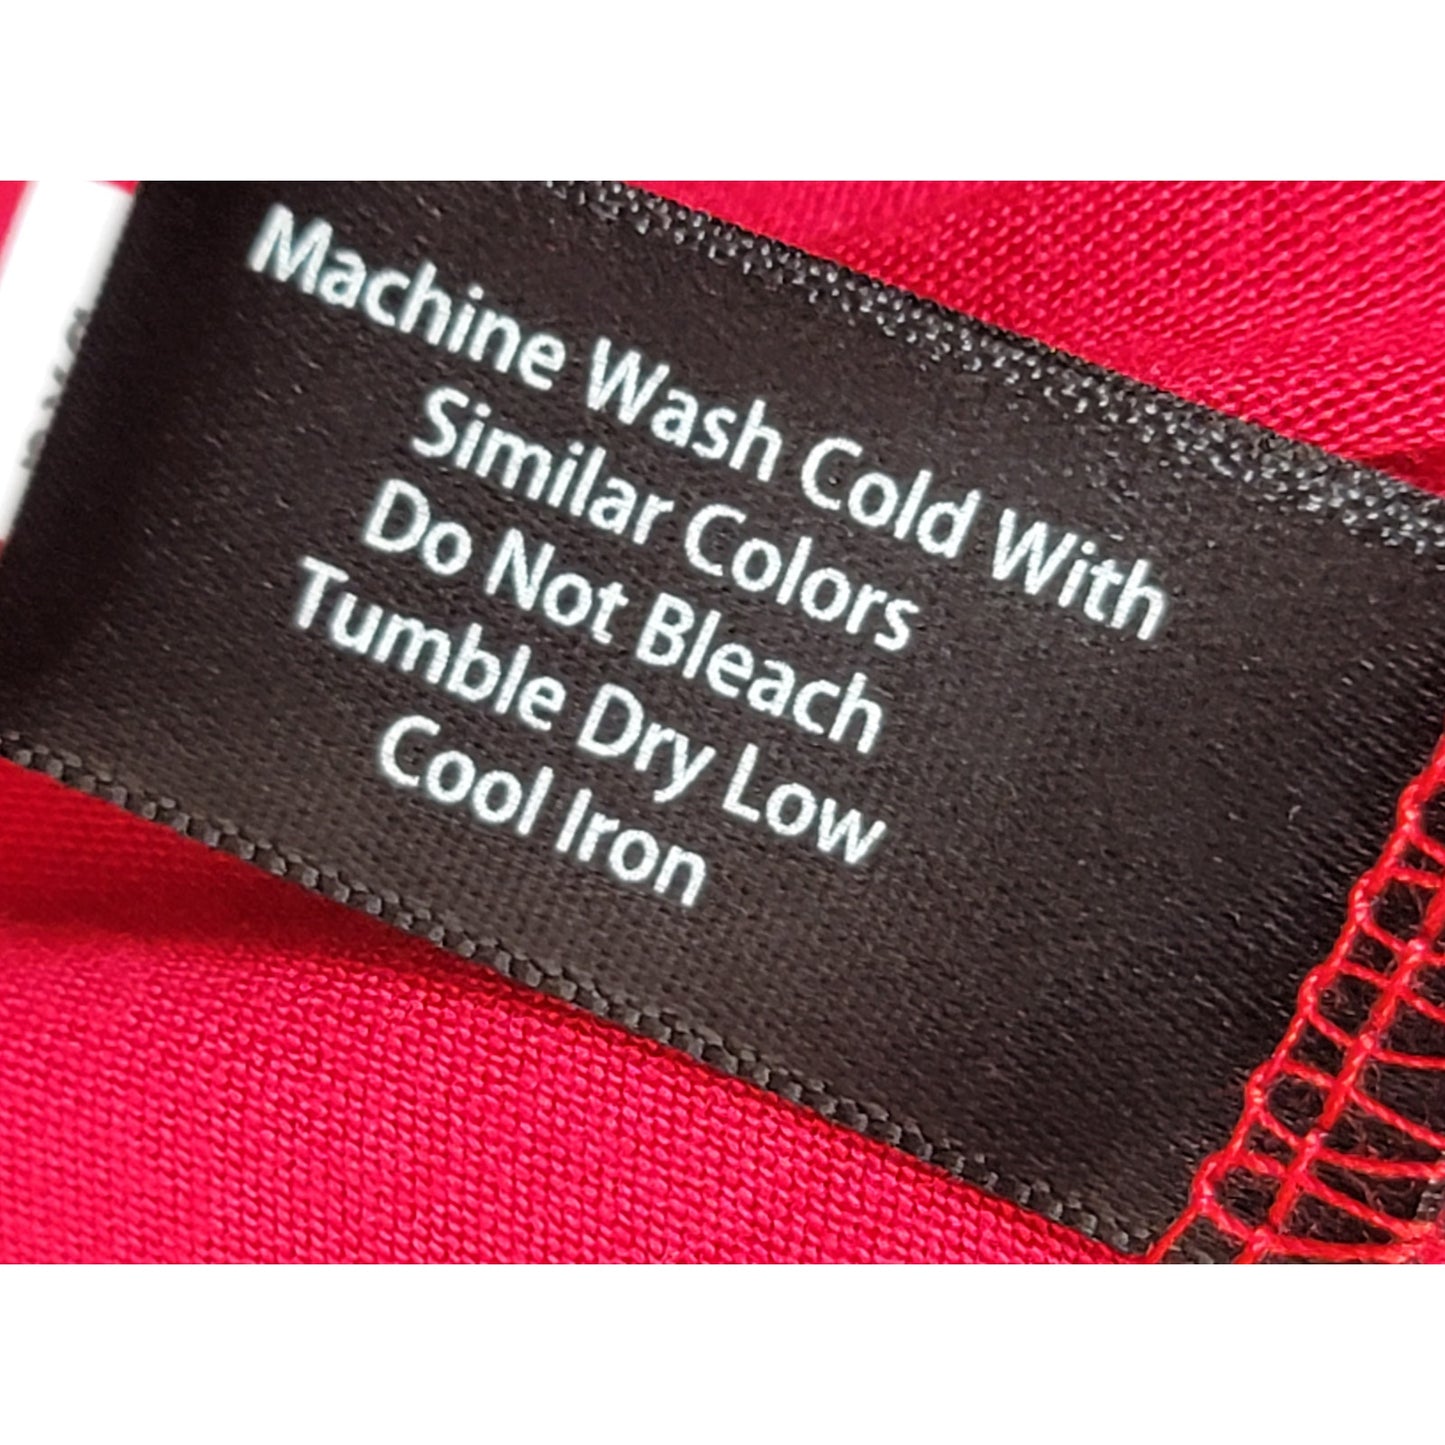 Machine Wash Cold With
Similar Colors
Do Not Bleach
Tumble Dry Low
Cool Iron